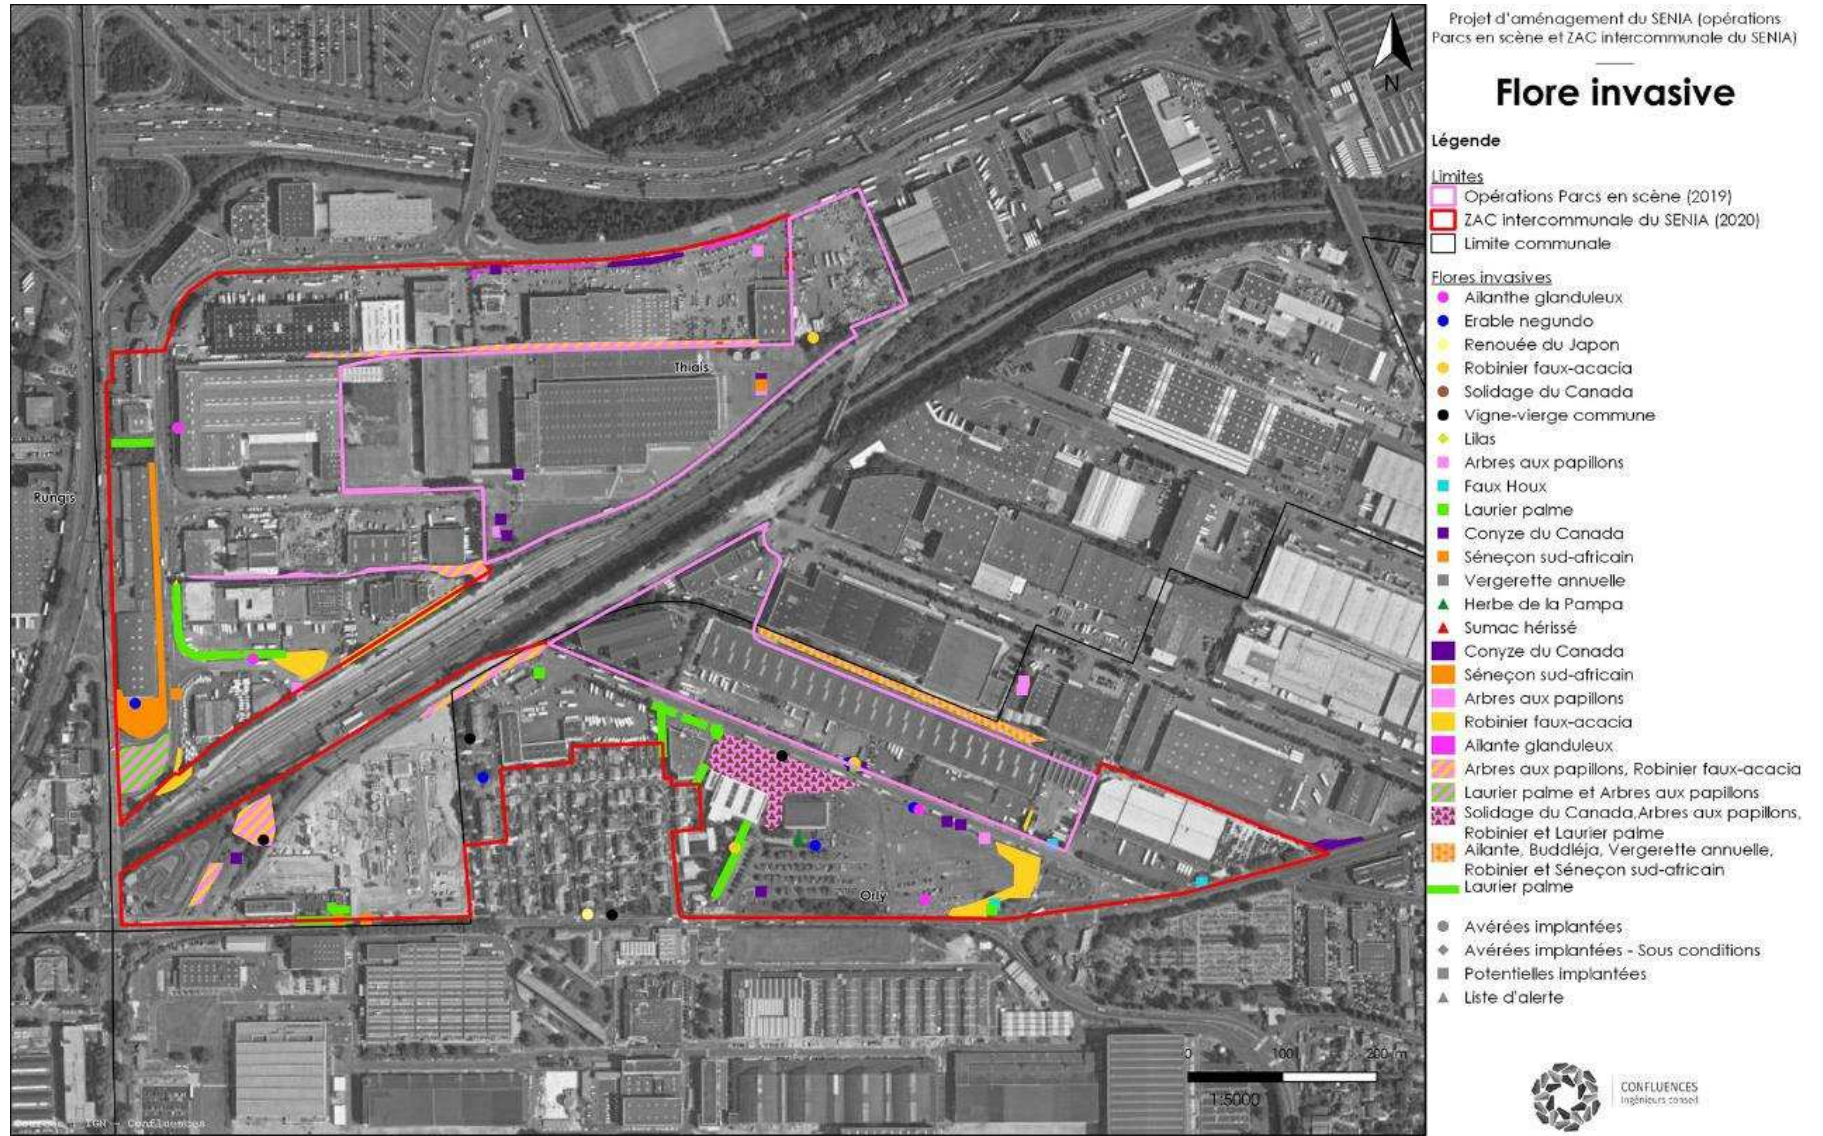 Projet d'aménagement du SENIA (opérations
Parcs en scène et ZAC intercommunale du SENIA)
Flore invasive
Légende
Limites
Opérations Parcs en scène (2019)
ZAC intercommunale du SENIA (2020)
Limite communale
Flores invasives
Ailanthe glanduleux
Erable negundo
Renouée du Japon
Robinier faux-acacia
Solidage du Canada
Vigne-vierge commune
Lilas
Arbres aux papillons
Faux Houx
Laurier palme
Conyze du Canada
Séneçon sud-africain
Vergerette annuelle
Herbe de la Pampa
Sumac hérissé
Conyze du Canada
Séneçon sud-africain
Arbres aux papillons
Robinier faux-acacia
Ailante glanduleux
Arbres aux papillons, Robinier faux-acacia
Laurier palme et Arbres aux papillons
Solidage du Canada,Arbres aux papillons,
Robinier et Laurier palme
Ailante, Buddléja, Vergerette annuelle,
Robinier et Séneçon sud-africain
Laurier palme
Avérées implantées
Avérées implantées - Sous conditions
Potentielles implantées
Liste d'alerte
CONFLUENCES
Ingénieurs conseil
N
Thiais
Rungis
Orly
0 100 200 m
1:5000
Sources : IGN - Confluences